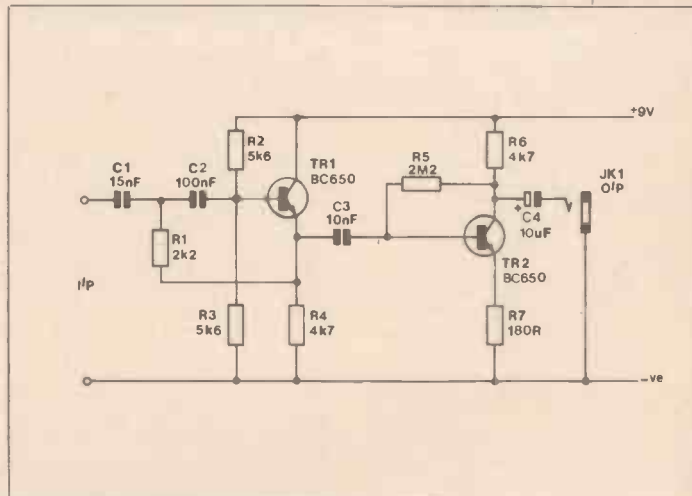 +9V
R2
5k6
R6
4k7
R5
2M2
TR1
BC650
JK1
O/P
C1
15nF
C2
100nF
C3
10nF
C4
+
10uF
R1
2k2
TR2
BC650
I/P
R3
5k6
R4
4k7
R7
180R
-ve